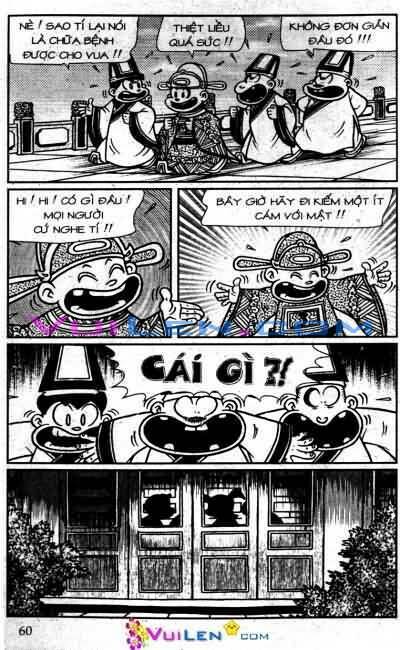 NÈ! SAO TÍ LẠI NÓI
LÀ CHỮA BỆNH
ĐƯỢC CHO VUA!!
THIỆT LIỀU
QUÁ SỨC!!
KHÔNG ĐƠN GIẢN
ĐÂU ĐÓ!!!
HI! HI! CÓ GÌ ĐÂU!
MỌI NGƯỜI
CỨ NGHE TÍ!!
BÂY GIỜ HÃY ĐI KIẾM MỘT ÍT
CÁM VỚI MẬT!!
VUILEN.COM
CÁI GÌ?!
60
VUILEN.COM